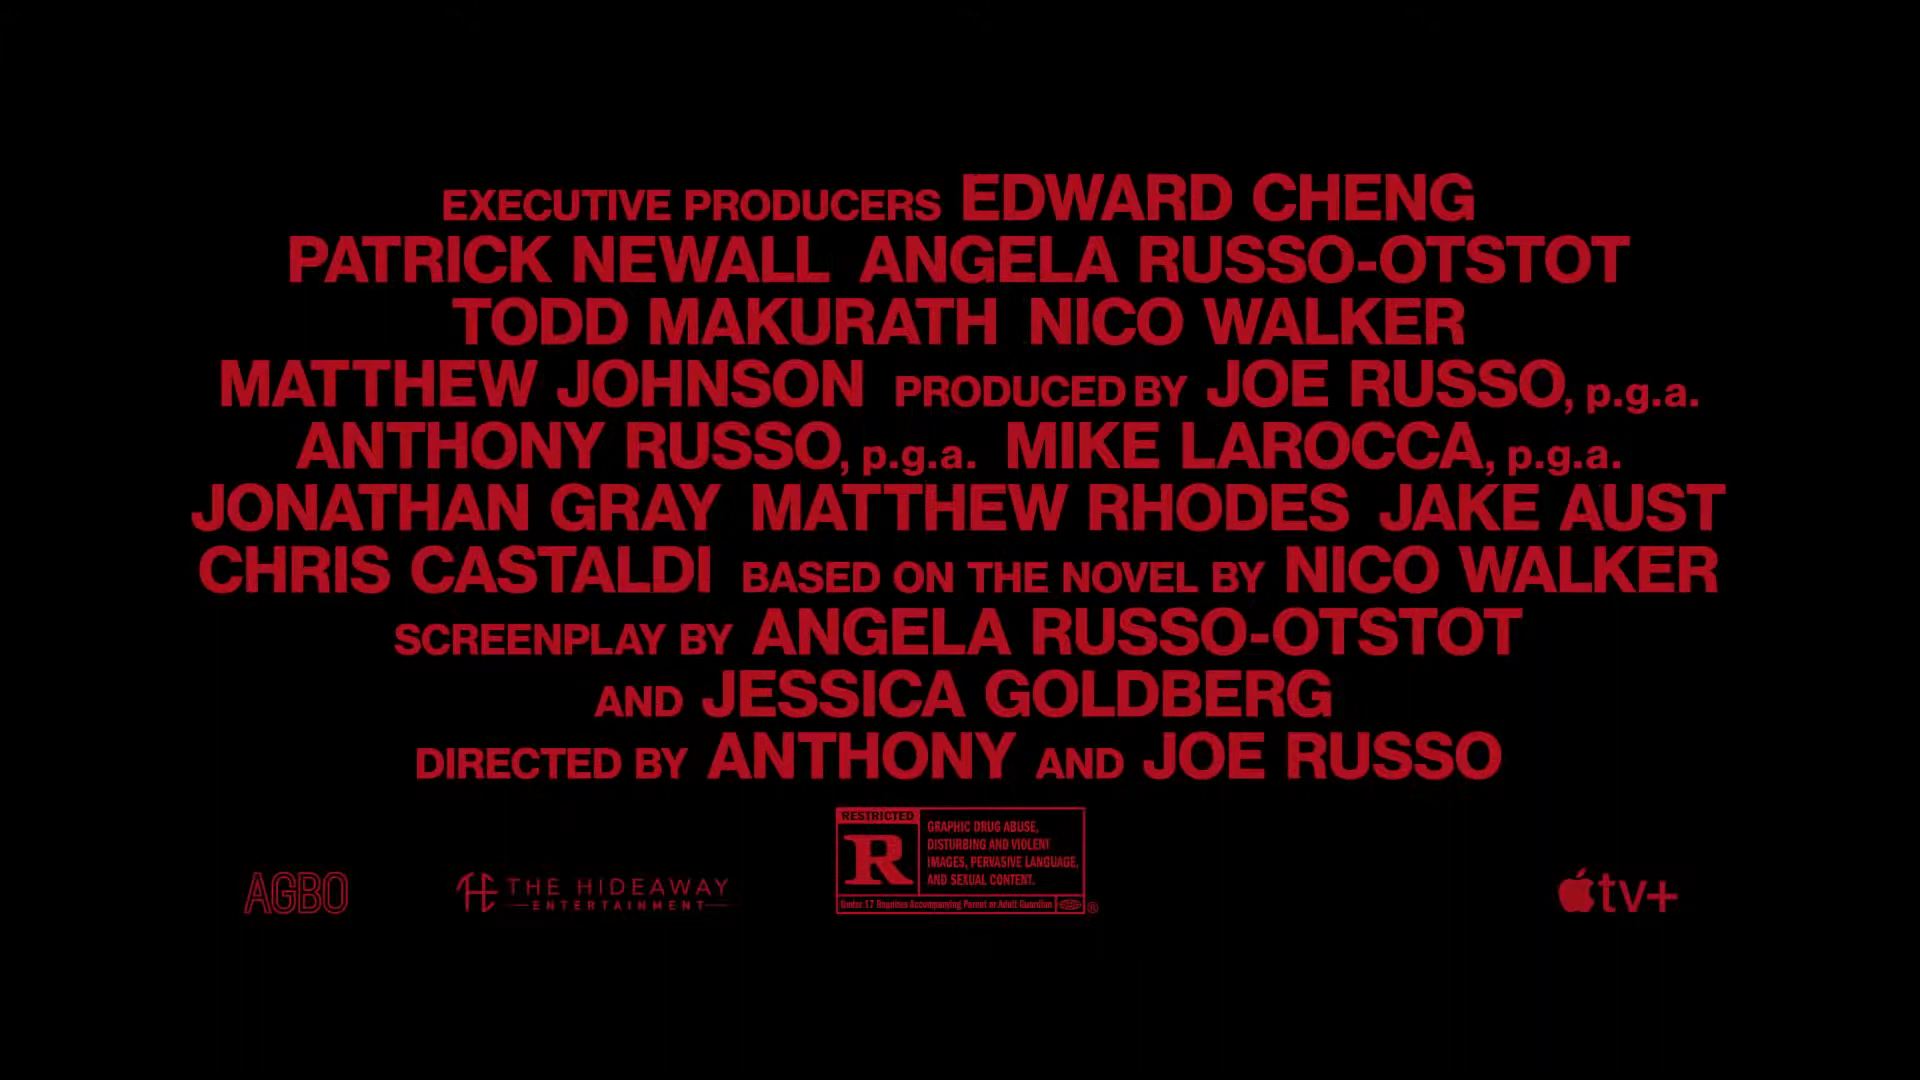 EXECUTIVE PRODUCERS EDWARD CHENG
PATRICK NEWALL ANGELA RUSSO-OTSTOT
TODD MAKURATH NICO WALKER
MATTHEW JOHNSON PRODUCED BY JOE RUSSO, p.g.a.
ANTHONY RUSSO, p.g.a. MIKE LAROCCA, p.g.a.
JONATHAN GRAY MATTHEW RHODES JAKE AUST
CHRIS CASTALDI BASED ON THE NOVEL BY NICO WALKER
SCREENPLAY BY ANGELA RUSSO-OTSTOT
AND JESSICA GOLDBERG
DIRECTED BY ANTHONY AND JOE RUSSO
AGBO
THE HIDEAWAY
ENTERTAINMENT
RESTRICTED
R
GRAPHIC DRUG ABUSE,
DISTURBING AND VIOLENT
IMAGES, PERVASIVE LANGUAGE,
AND SEXUAL CONTENT.
Under 17 Requires Accompanying Parent or Adult Guardian ®
tv+